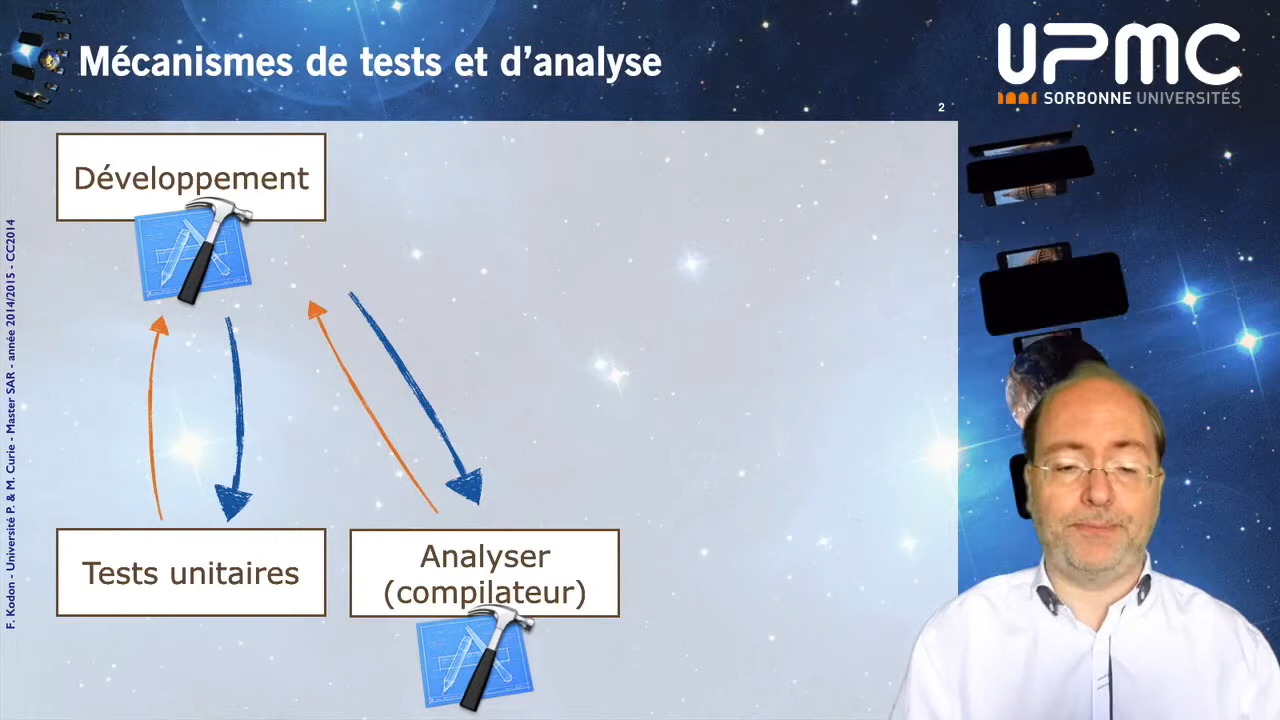 Mécanismes de tests et d’analyse
UPMC
SORBONNE UNIVERSITÉS
2
Développement
Tests unitaires
Analyser
(compilateur)
F. Kodon - Université P. & M. Curie - Master SAR - année 2014/2015 - CC2014